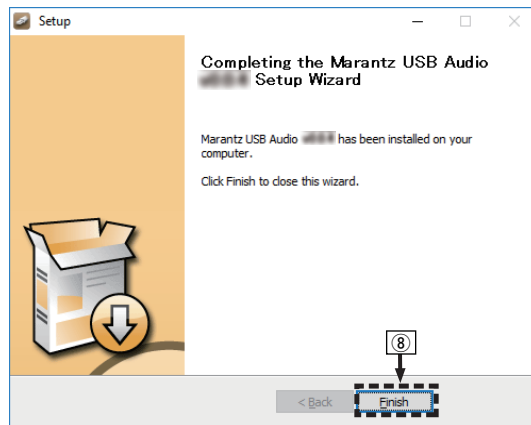 Setup
Completing the Marantz USB Audio
Setup Wizard
Marantz USB Audio has been installed on your
computer.
Click Finish to close this wizard.
⑧
< Back
Finish